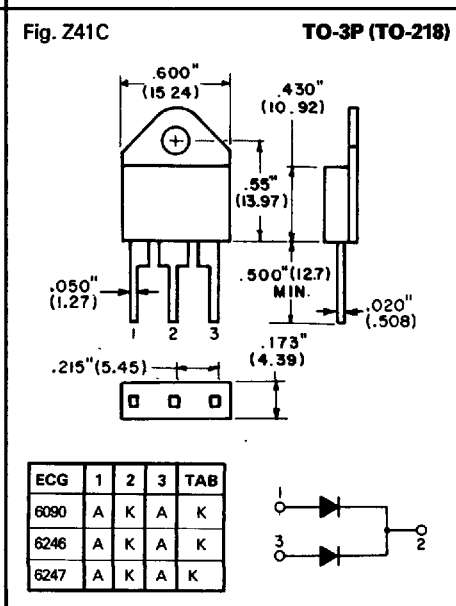 Fig. Z41C TO-3P (TO-218)
.600"
(15 24)
.430"
(10.92)
.55"
(13.97)
.500"(12.7)
MIN.
.050"
(1.27)
.020"
(.508)
1 2 3
.173"
(4.39)
.215"(5.45)
ECG 1 2 3 TAB
6090 A K A K
6246 A K A K
6247 A K A K
1
3
2